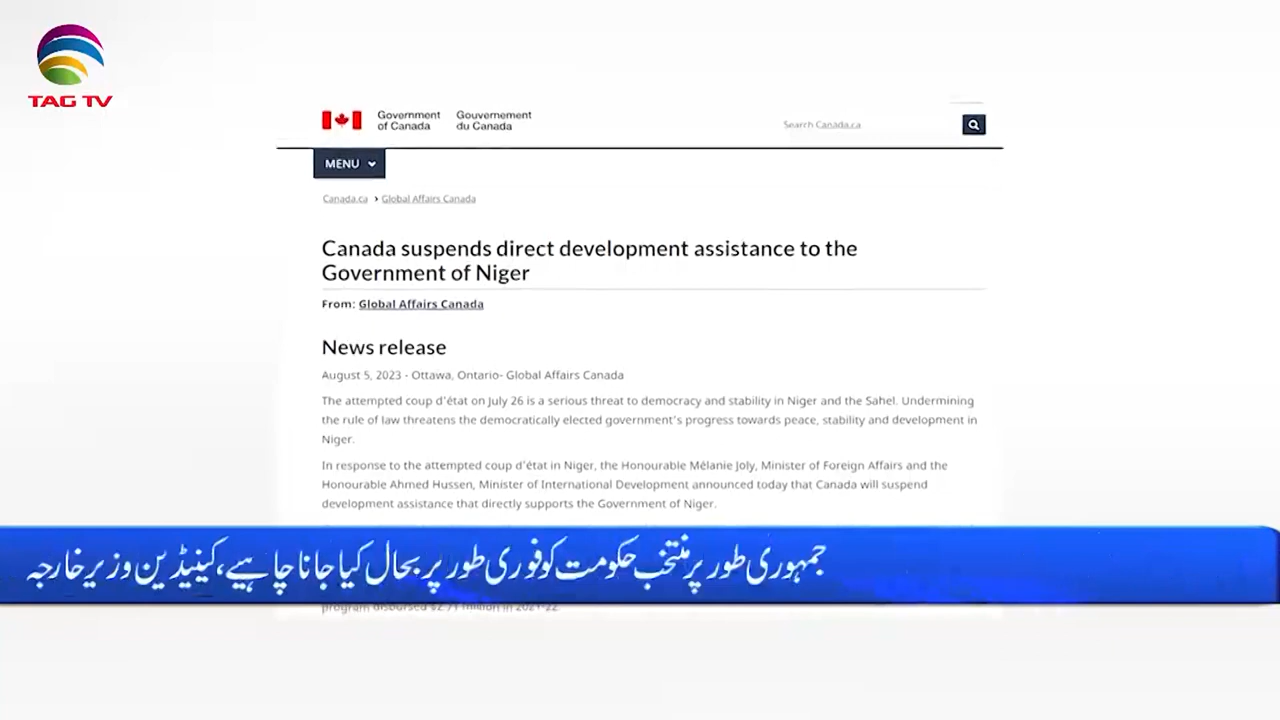 TAG TV
Government of Canada
Gouvernement du Canada
Search Canada.ca
MENU
Canada.ca > Global Affairs Canada
Canada suspends direct development assistance to the
Government of Niger
From: Global Affairs Canada
News release
August 5, 2023 - Ottawa, Ontario- Global Affairs Canada
The attempted coup d'état on July 26 is a serious threat to democracy and stability in Niger and the Sahel. Undermining
the rule of law threatens the democratically elected government's progress towards peace, stability and development in
Niger.
In response to the attempted coup d'état in Niger, the Honourable Mélanie Joly, Minister of Foreign Affairs and the
Honourable Ahmed Hussen, Minister of International Development announced today that Canada will suspend
development assistance that directly supports the Government of Niger.
جمہوری طور پر منتخب حکومت کو فوری طور پر بحال کیا جانا چاہیے، کینیڈین وزیر خارجہ